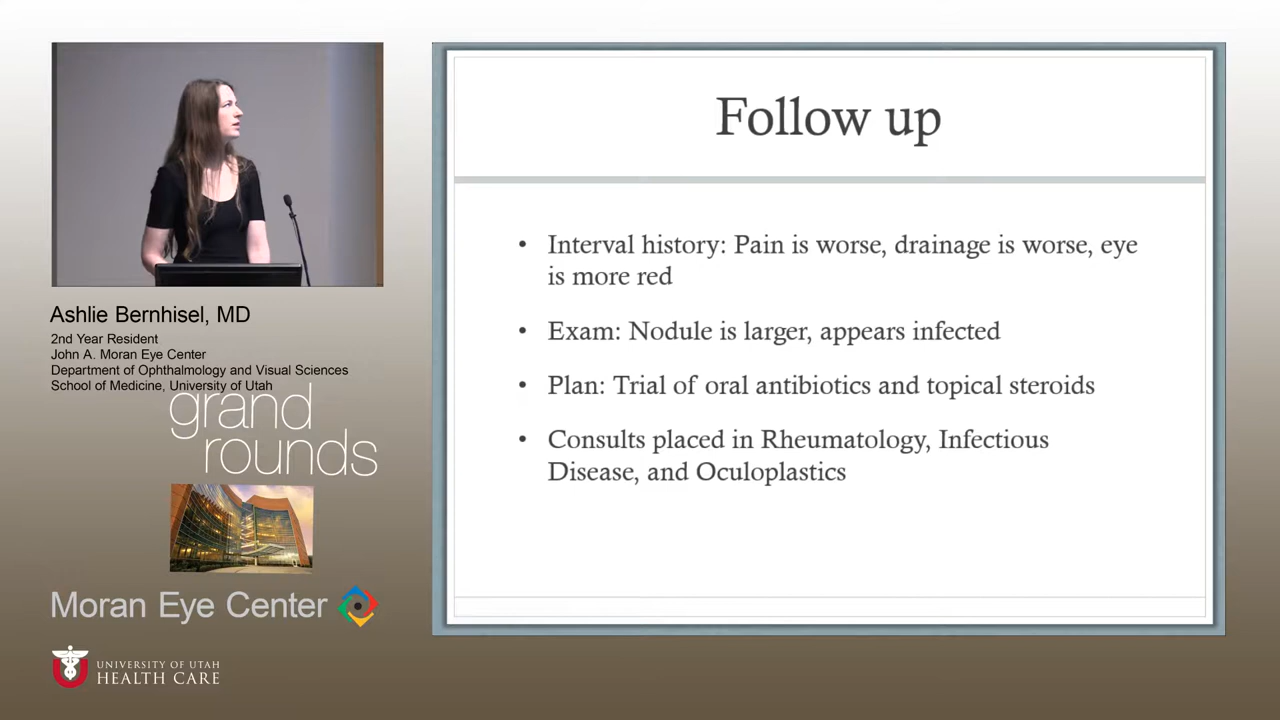 Ashlie Bernhisel, MD
2nd Year Resident
John A. Moran Eye Center
Department of Ophthalmology and Visual Sciences
School of Medicine, University of Utah
grand
rounds
Moran Eye Center
UNIVERSITY OF UTAH
HEALTH CARE
Follow up
• Interval history: Pain is worse, drainage is worse, eye
is more red
• Exam: Nodule is larger, appears infected
• Plan: Trial of oral antibiotics and topical steroids
• Consults placed in Rheumatology, Infectious
Disease, and Oculoplastics